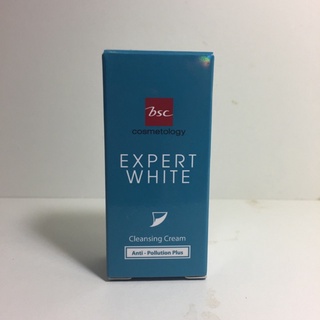 bsc
cosmetology
EXPERT
WHITE
Cleansing Cream
Anti - Pollution Plus